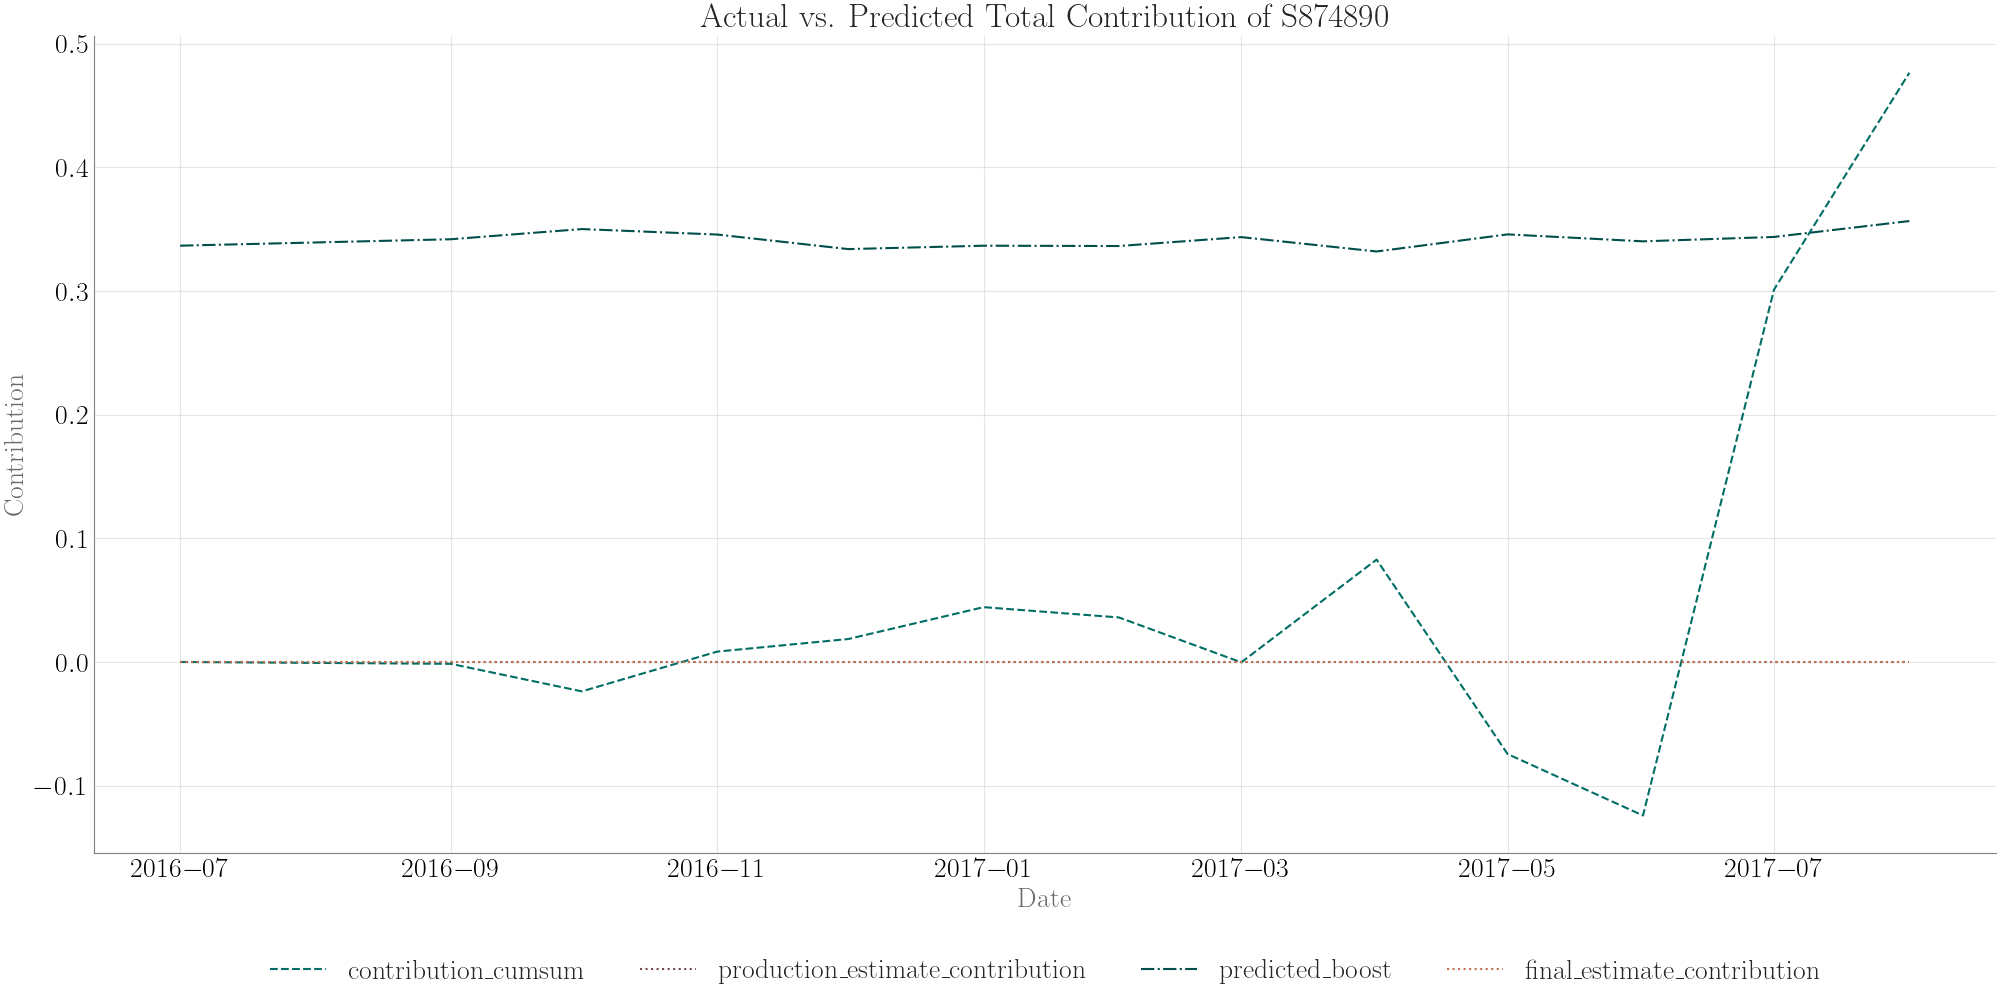 Actual vs. Predicted Total Contribution of S874890
0.5
0.4
0.3
0.2
0.1
0.0
−0.1
Contribution
2016–07 2016–09 2016–11 2017–01 2017–03 2017–05 2017–07
Date
contribution_cumsum production_estimate_contribution predicted_boost final_estimate_contribution